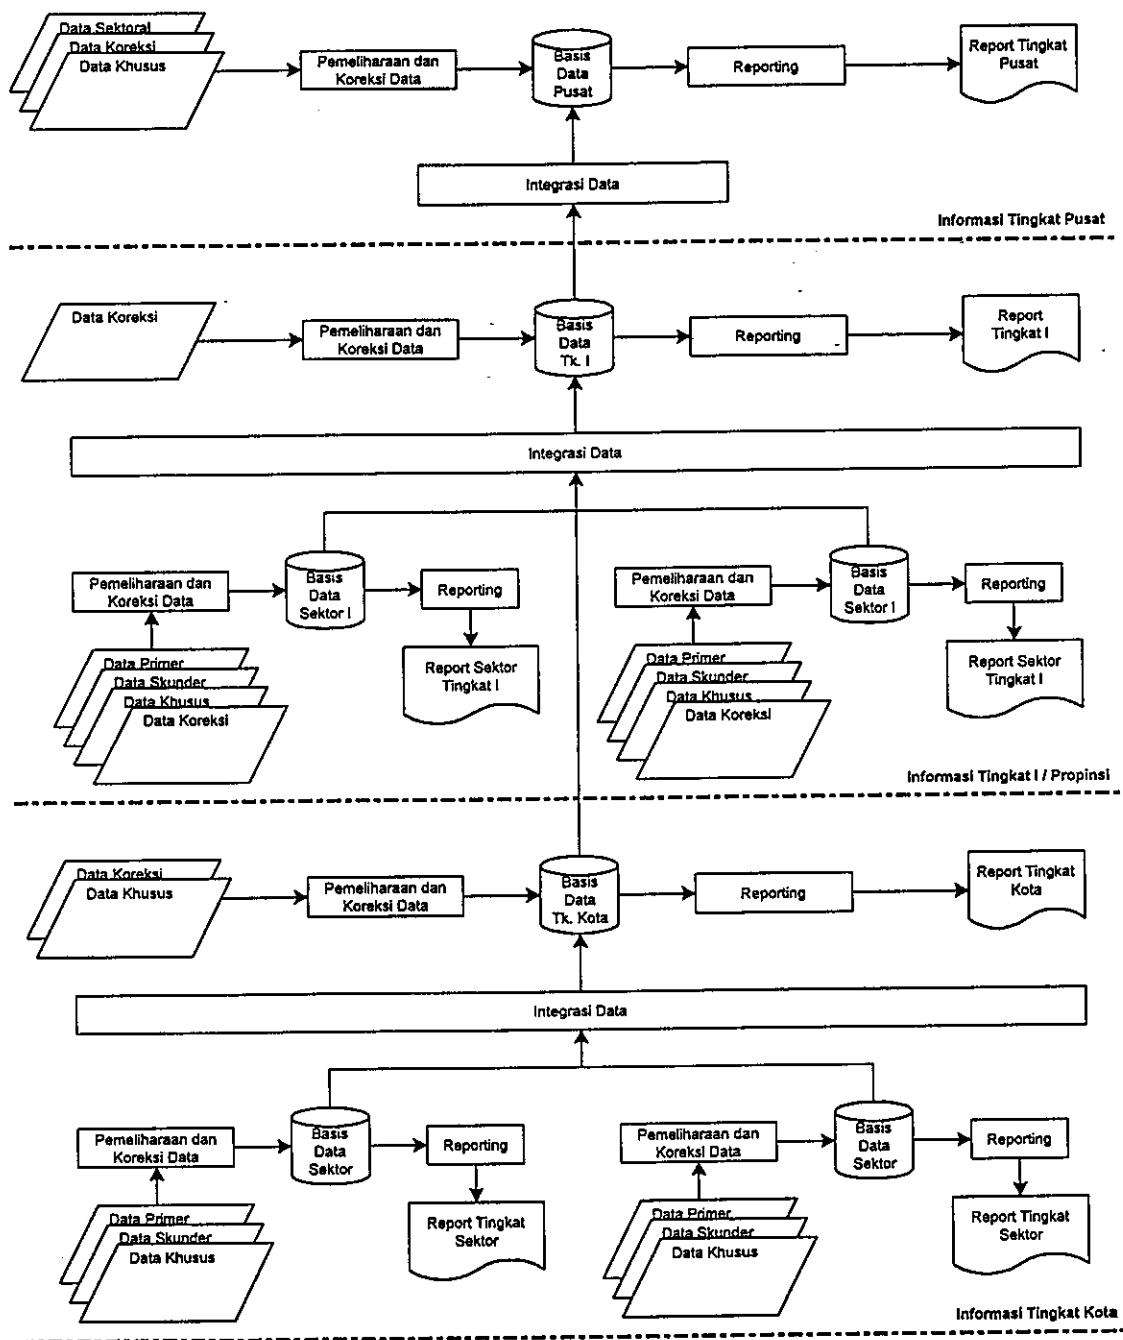 Data Sektoral
Data Koreksi
Data Khusus
Pemeliharaan dan
Koreksi Data
Basis
Data
Pusat
Reporting
Report Tingkat
Pusat
Integrasi Data
Informasi Tingkat Pusat
Data Koreksi
Pemeliharaan dan
Koreksi Data
Basis
Data
Tk. I
Reporting
Report
Tingkat I
Integrasi Data
Pemeliharaan dan
Koreksi Data
Basis
Data
Sektor I
Reporting
Data Primer
Data Skunder
Data Khusus
Data Koreksi
Report Sektor
Tingkat I
Pemeliharaan dan
Koreksi Data
Basis
Data
Sektor I
Reporting
Data Primer
Data Skunder
Data Khusus
Data Koreksi
Report Sektor
Tingkat I
Informasi Tingkat I / Propinsi
Data Koreksi
Data Khusus
Pemeliharaan dan
Koreksi Data
Basis
Data
Tk. Kota
Reporting
Report Tingkat
Kota
Integrasi Data
Pemeliharaan dan
Koreksi Data
Basis
Data
Sektor
Reporting
Data Primer
Data Skunder
Data Khusus
Report Tingkat
Sektor
Pemeliharaan dan
Koreksi Data
Basis
Data
Sektor
Reporting
Data Primer
Data Skunder
Data Khusus
Report Tingkat
Sektor
Informasi Tingkat Kota